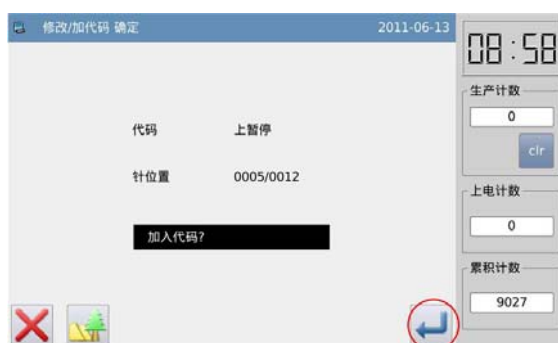 修改/加代码 确定
2011-06-13
08:58
代码
上暂停
针位置
0005/0012
加入代码?
生产计数
0
clr
上电计数
0
累积计数
9027